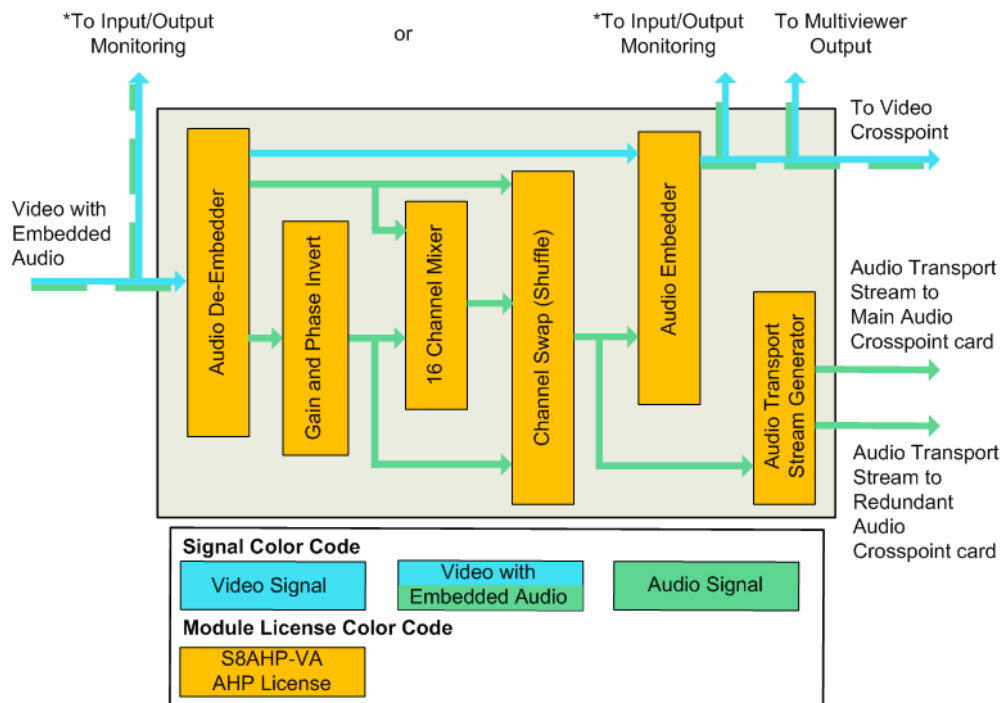 *To Input/Output
Monitoring
or
*To Input/Output
Monitoring
To Multiviewer
Output
To Video
Crosspoint
Video with
Embedded
Audio
Audio De-Embedder
Gain and Phase Invert
16 Channel Mixer
Channel Swap (Shuffle)
Audio Embedder
Audio Transport
Stream Generator
Audio Transport
Stream to
Main Audio
Crosspoint card
Audio Transport
Stream to
Redundant
Audio
Crosspoint card
Signal Color Code
Video Signal
Video with
Embedded Audio
Audio Signal
Module License Color Code
S8AHP-VA
AHP License